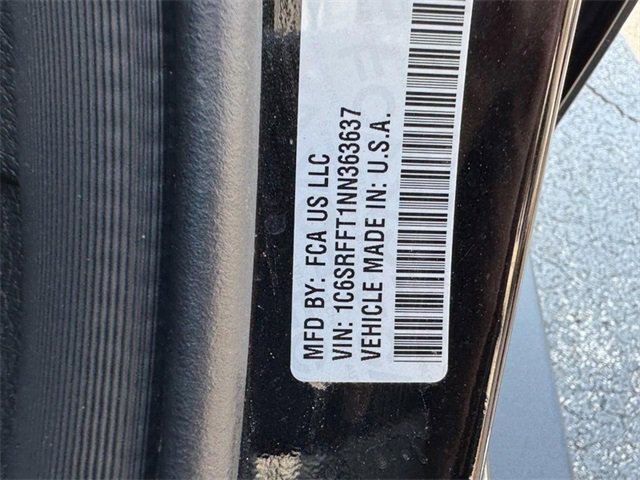 MFD BY: FCA US LLC
VIN: 1C6SRFFT1NN363637
VEHICLE MADE IN: U.S.A.